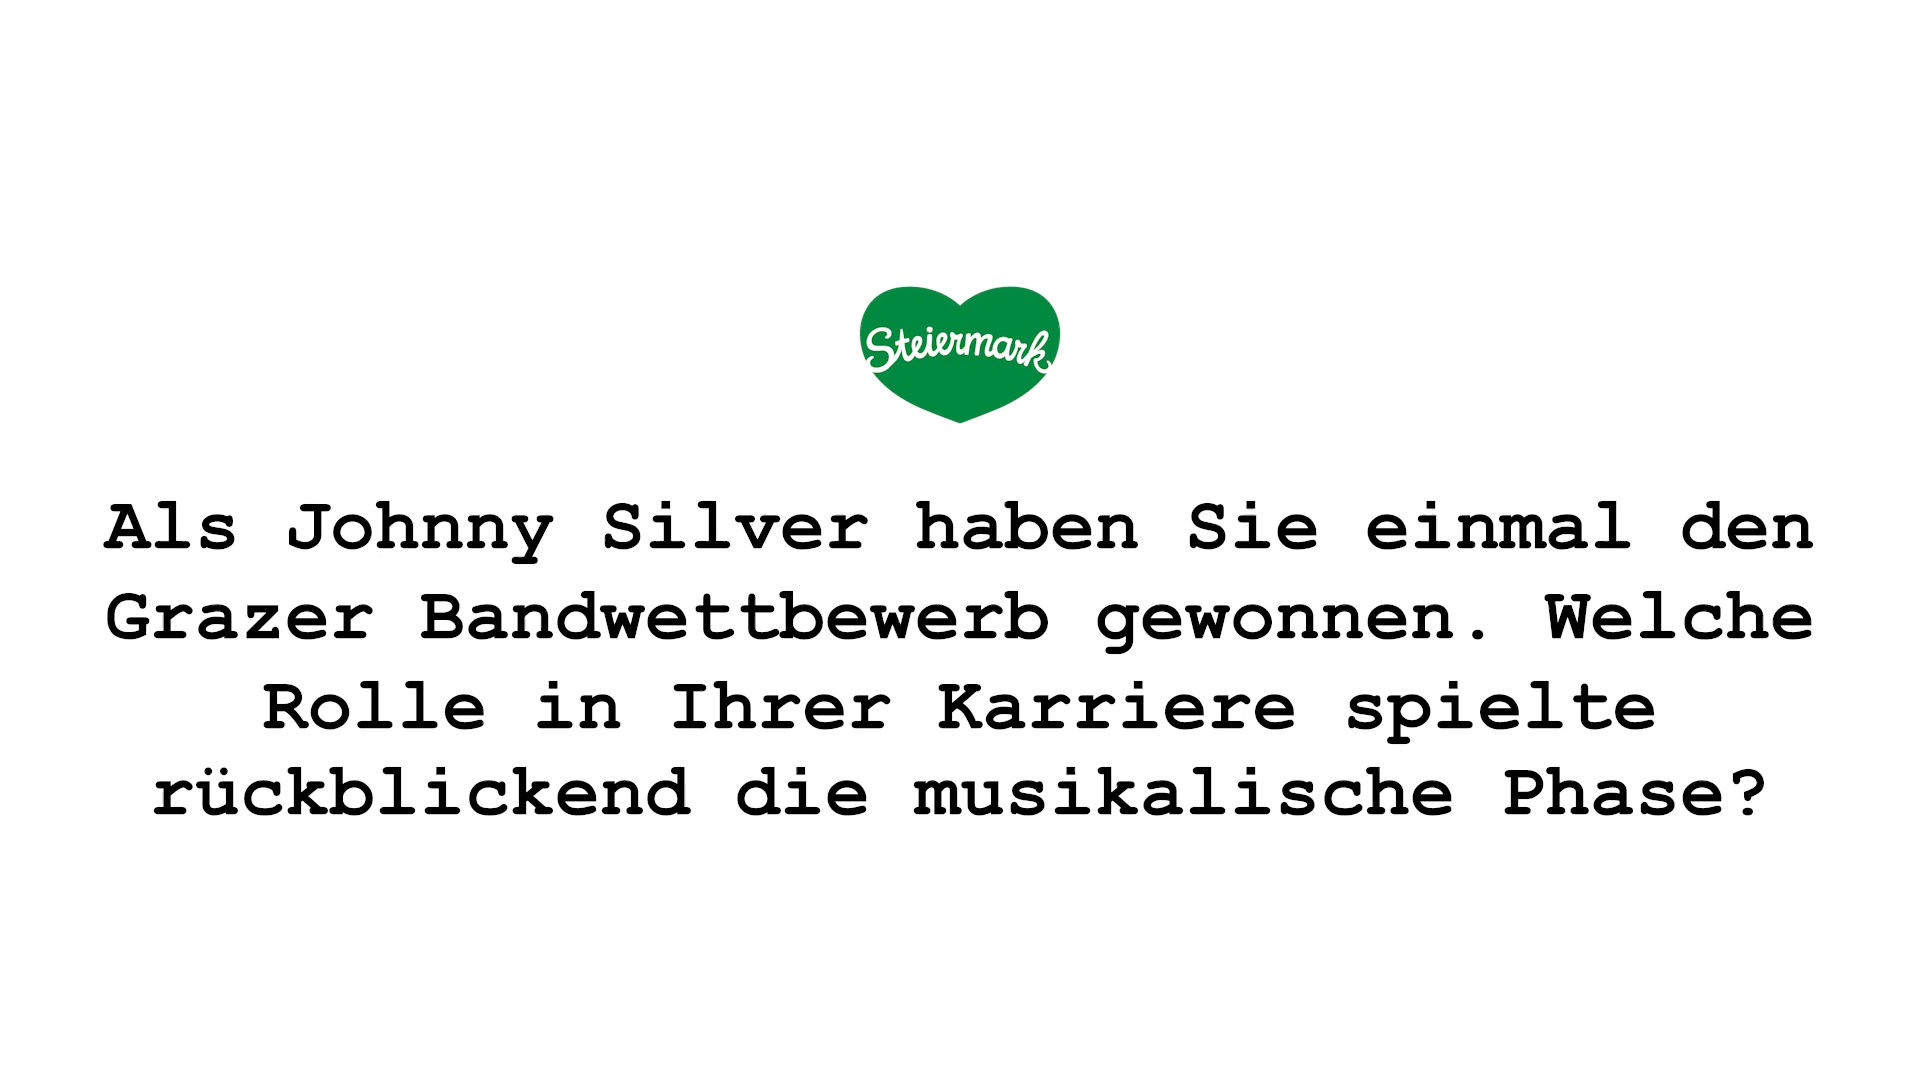 Steiermark
Als Johnny Silver haben Sie einmal den
Grazer Bandwettbewerb gewonnen. Welche
Rolle in Ihrer Karriere spielte
rückblickend die musikalische Phase?